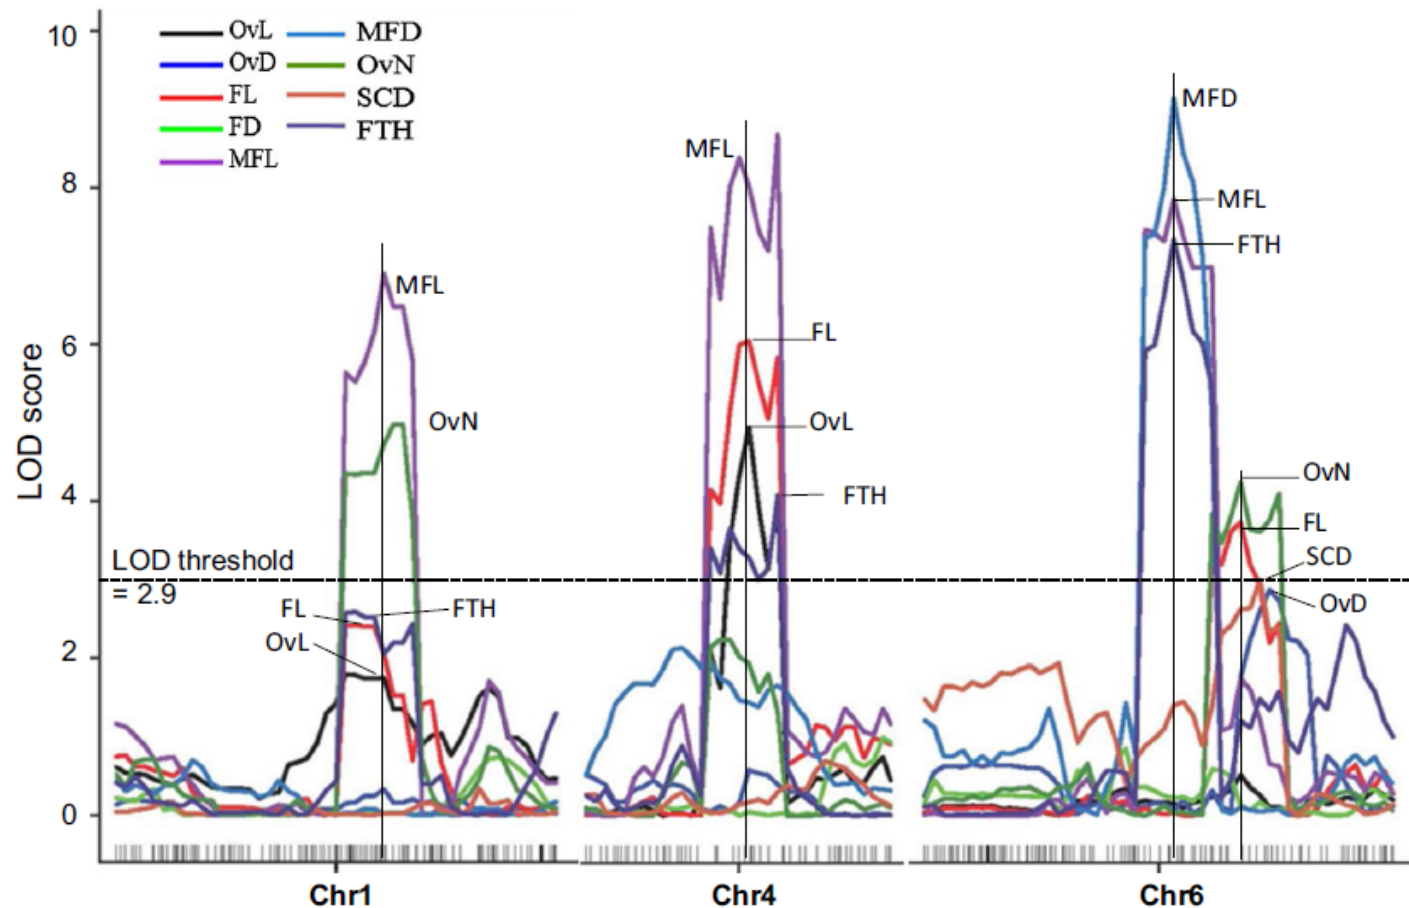 10
8
6
4
2
0
LOD score
OvL
OvD
FL
FD
MFL
MFD
OvN
SCD
FTH
LOD threshold
= 2.9
MFL
OvN
FL
FTH
OvL
MFL
FL
OvL
FTH
MFD
MFL
FTH
OvN
FL
SCD
OvD
Chr1
Chr4
Chr6